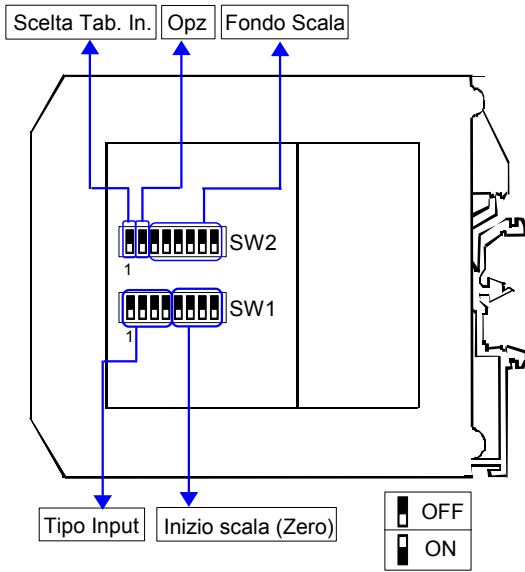 Scelta Tab. In.
Opz
Fondo Scala
SW2
1
SW1
1
Tipo Input
Inizio scala (Zero)
OFF
ON